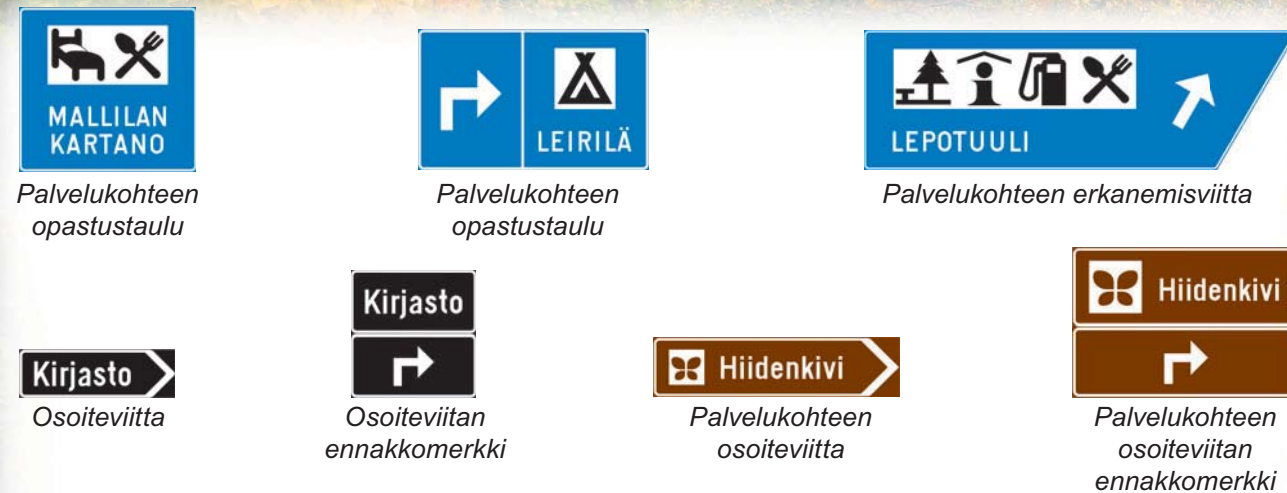 MALLILAN
KARTANO
Palvelukohteen
opastustaulu
LEIRILÄ
Palvelukohteen
opastustaulu
LEPOTUULI
Palvelukohteen erkanemisviitta
Kirjasto
Osoiteviitta
Kirjasto
Osoiteviitan
ennakkomerkki
Hiidenkivi
Palvelukohteen
osoiteviitta
Hiidenkivi
Palvelukohteen
osoiteviitan
ennakkomerkki